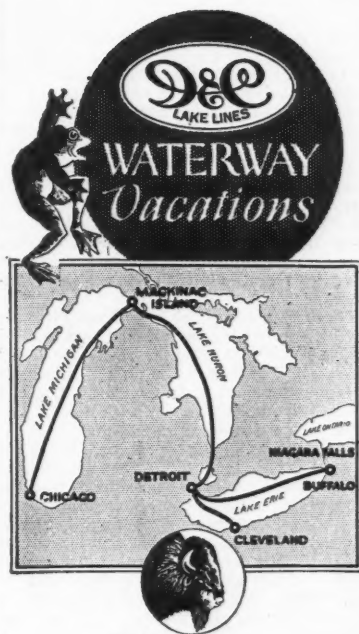 D&C
LAKE LINES
WATERWAY
Vacations
MACKINAC
ISLAND
LAKE MICHIGAN
LAKE HURON
LAKE ONTARIO
NIAGARA FALLS
DETROIT
BUFFALO
CHICAGO
LAKE ERIE
CLEVELAND